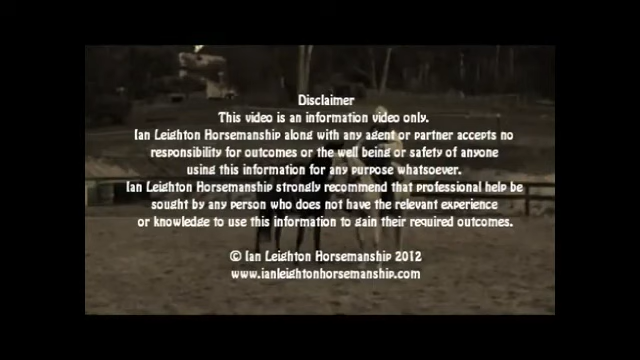 Disclaimer
This video is an information video only.
Ian Leighton Horsemanship along with any agent or partner accepts no
responsibility for outcomes or the well being or safety of anyone
using this information for any purpose whatsoever.
Ian Leighton Horsemanship strongly recommend that professional help be
sought by any person who does not have the relevant experience
or knowledge to use this information to gain their required outcomes.
© Ian Leighton Horsemanship 2012
www.ianleightonhorsemanship.com